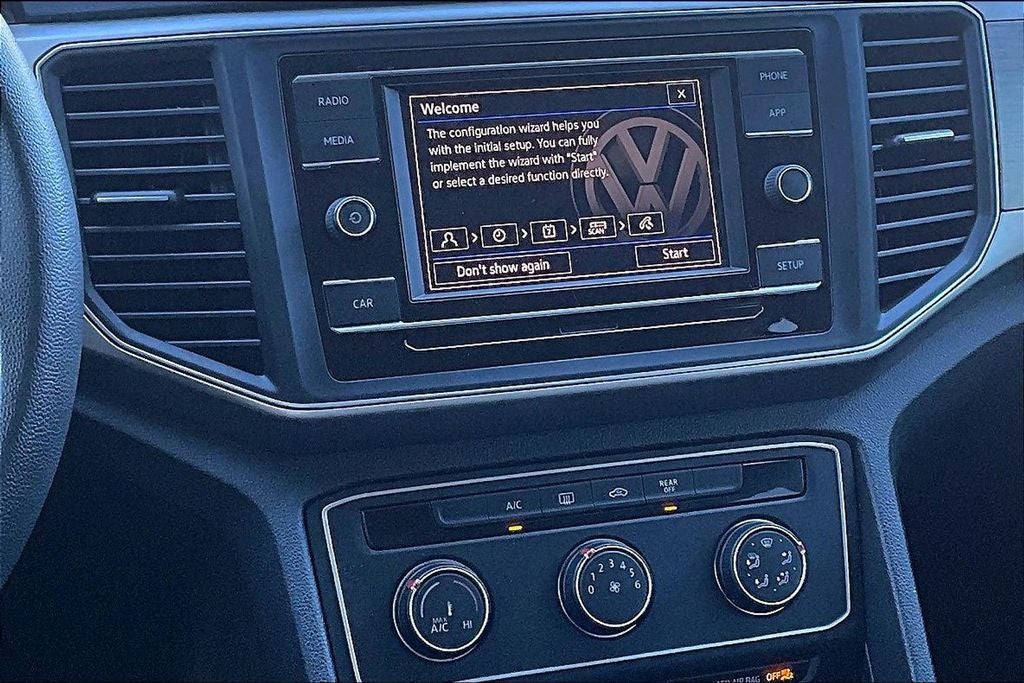 RADIO
MEDIA
CAR
Welcome
X
The configuration wizard helps you
with the initial setup. You can fully
implement the wizard with "Start"
or select a desired function directly.
SCAN
Don't show again
Start
PHONE
APP
SETUP
A/C
REAR
OFF
MAX
A/C HI
0 1 2 3 4 5 6
AIR BAG
OFF